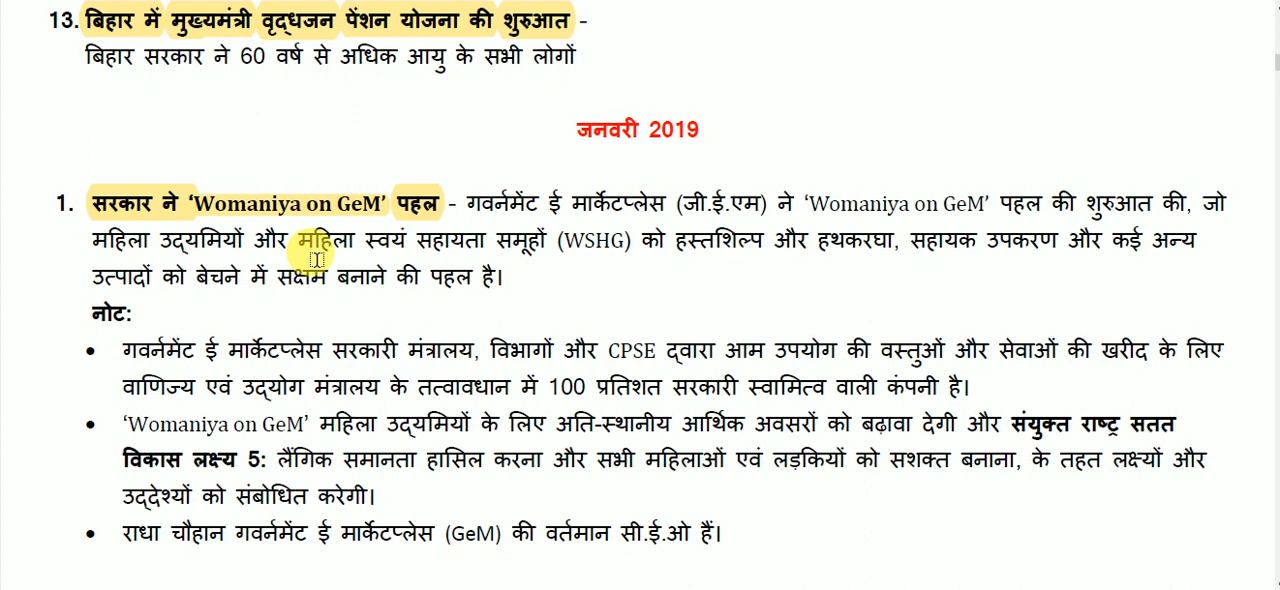 13. बिहार में मुख्यमंत्री वृद्धजन पेंशन योजना की शुरुआत -
बिहार सरकार ने 60 वर्ष से अधिक आयु के सभी लोगों
जनवरी 2019
1. सरकार ने ‘Womaniya on GeM’ पहल - गवर्नमेंट ई मार्केटप्लेस (जी.ई.एम) ने ‘Womaniya on GeM’ पहल की शुरुआत की, जो
महिला उद्यमियों और महिला स्वयं सहायता समूहों (WSHG) को हस्तशिल्प और हथकरघा, सहायक उपकरण और कई अन्य
उत्पादों को बेचने में सक्षम बनाने की पहल है।
नोट:
• गवर्नमेंट ई मार्केटप्लेस सरकारी मंत्रालय, विभागों और CPSE द्वारा आम उपयोग की वस्तुओं और सेवाओं की खरीद के लिए
वाणिज्य एवं उद्योग मंत्रालय के तत्वावधान में 100 प्रतिशत सरकारी स्वामित्व वाली कंपनी है।
• ‘Womaniya on GeM’ महिला उद्यमियों के लिए अति-स्थानीय आर्थिक अवसरों को बढ़ावा देगी और संयुक्त राष्ट्र सतत
विकास लक्ष्य 5: लैंगिक समानता हासिल करना और सभी महिलाओं एवं लड़कियों को सशक्त बनाना, के तहत लक्ष्यों और
उद्देश्यों को संबोधित करेगी।
• राधा चौहान गवर्नमेंट ई मार्केटप्लेस (GeM) की वर्तमान सी.ई.ओ हैं।